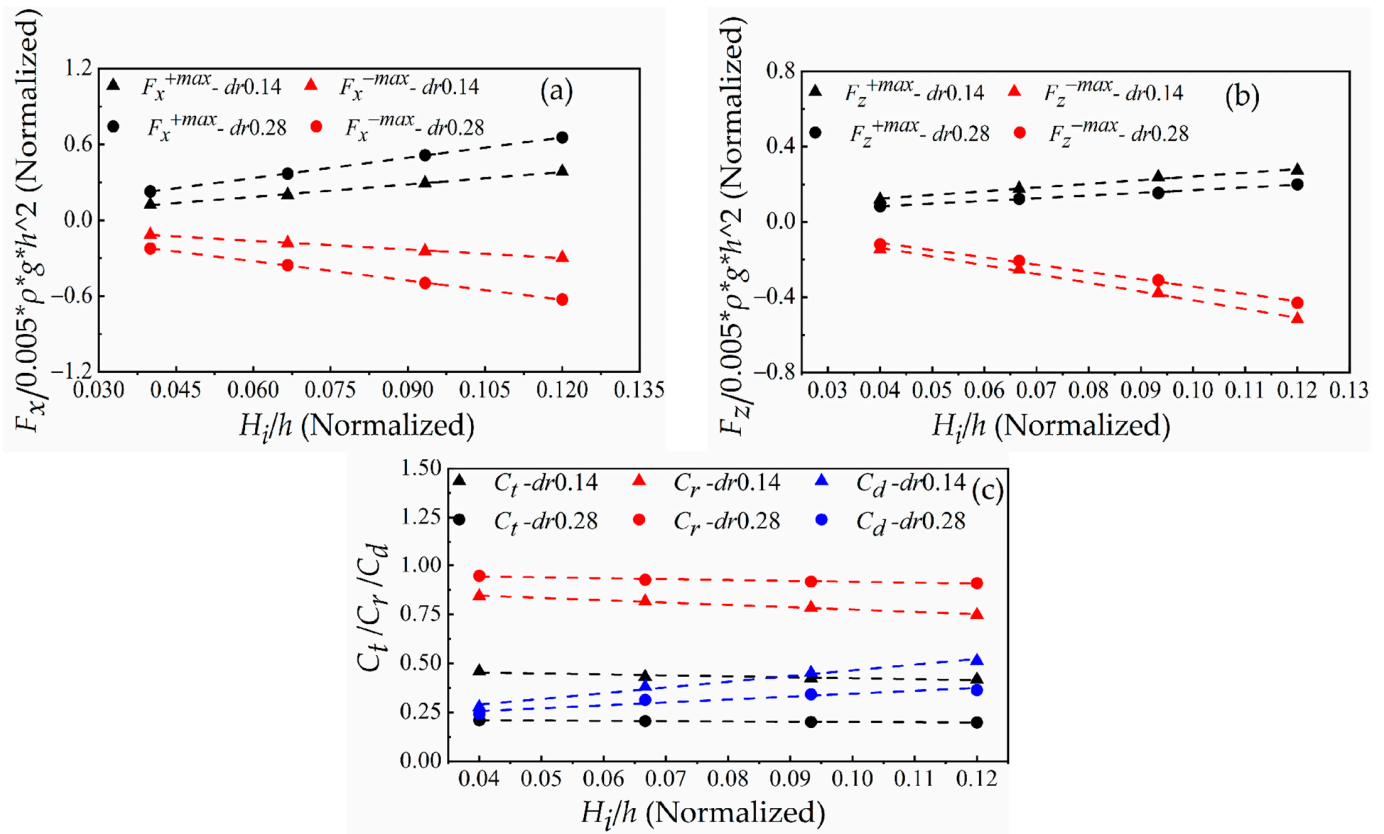 F_x/0.005*ρ*g*h^2 (Normalized)
1.2
0.6
0.0
−0.6
−1.2
F_x^{+max}- dr0.14 F_x^{−max}- dr0.14 (a)
F_x^{+max}- dr0.28 F_x^{−max}- dr0.28
0.030 0.045 0.060 0.075 0.090 0.105 0.120 0.135
H_i/h (Normalized)
F_z/0.005*ρ*g*h^2 (Normalized)
0.8
0.4
0.0
−0.4
−0.8
F_z^{+max}- dr0.14 F_z^{−max}- dr0.14 (b)
F_z^{+max}- dr0.28 F_z^{−max}- dr0.28
0.03 0.04 0.05 0.06 0.07 0.08 0.09 0.10 0.11 0.12 0.13
H_i/h (Normalized)
C_t /C_r /C_d
1.50
1.25
1.00
0.75
0.50
0.25
0.00
C_t -dr0.14 C_r -dr0.14 C_d -dr0.14 (c)
C_t -dr0.28 C_r -dr0.28 C_d -dr0.28
0.04 0.05 0.06 0.07 0.08 0.09 0.10 0.11 0.12
H_i/h (Normalized)